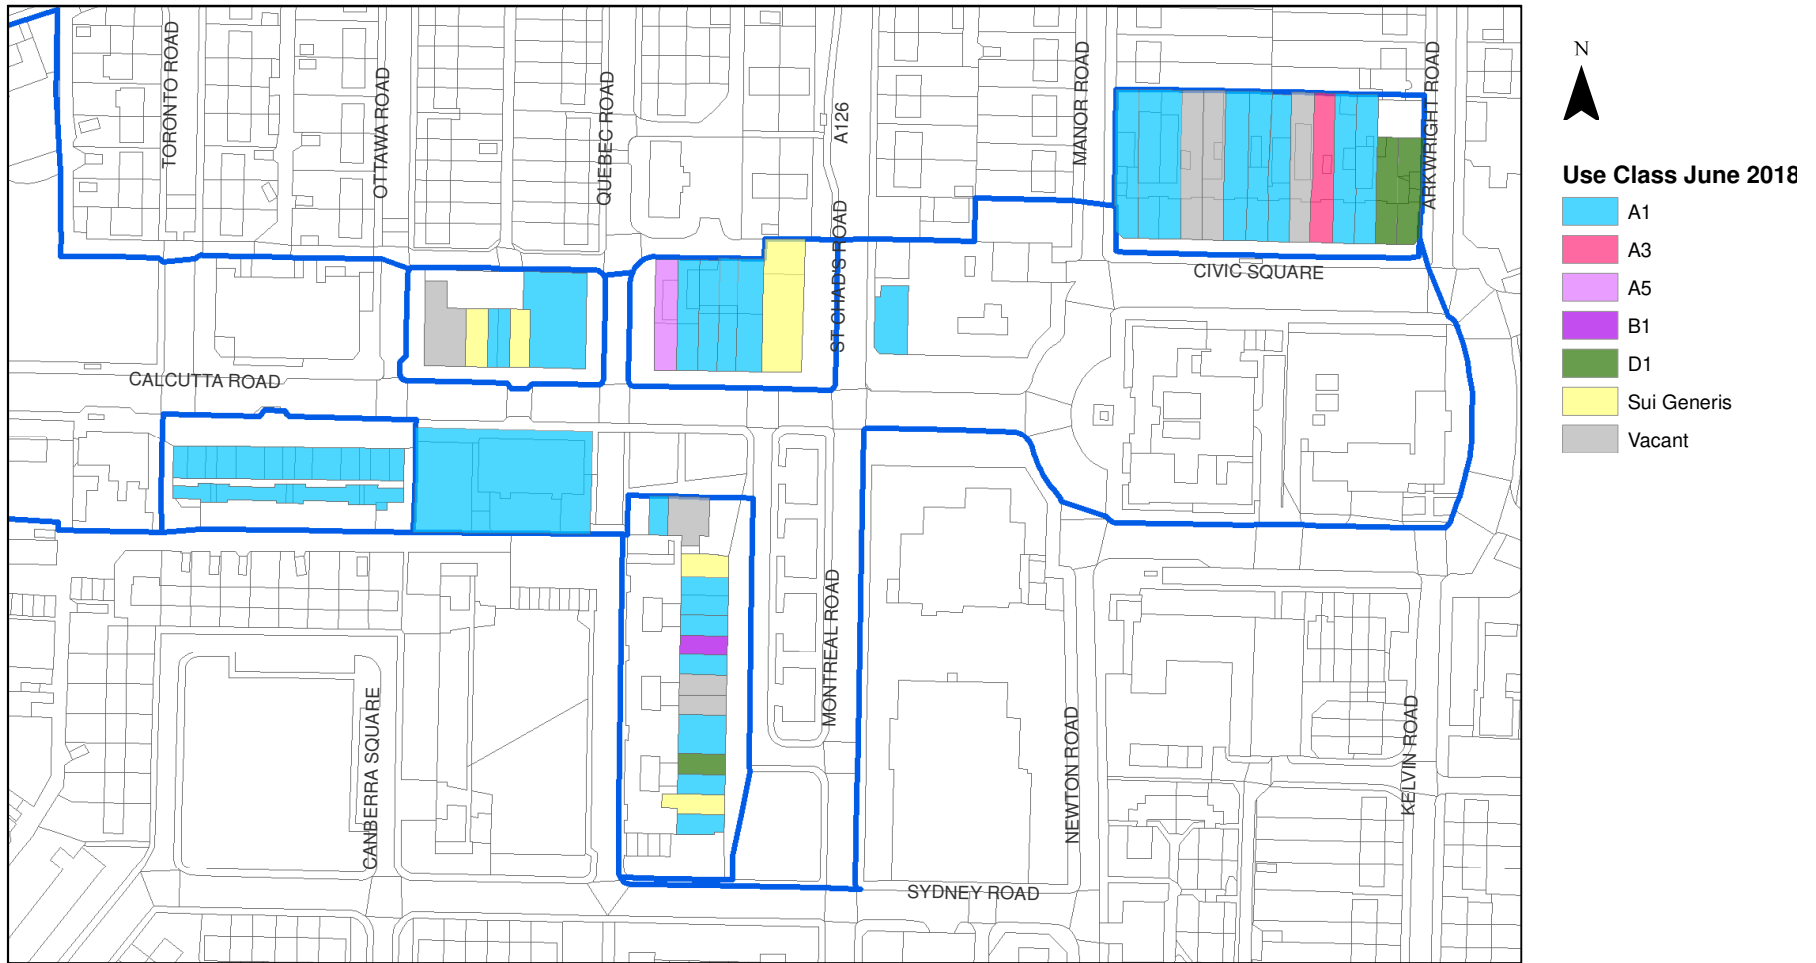 TORONTO ROAD
OTTAWA ROAD
QUEBEC ROAD
A126
ST CHAD'S ROAD
MANOR ROAD
ARKWRIGHT ROAD
CIVIC SQUARE
CALCUTTA ROAD
MONTREAL ROAD
CANBERRA SQUARE
NEWTON ROAD
KELVIN ROAD
SYDNEY ROAD
N
Use Class June 2018
A1
A3
A5
B1
D1
Sui Generis
Vacant